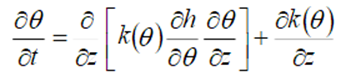 ∂θ/∂t = ∂/∂z [ k(θ) ∂h/∂θ ∂θ/∂z ] + ∂k(θ)/∂z